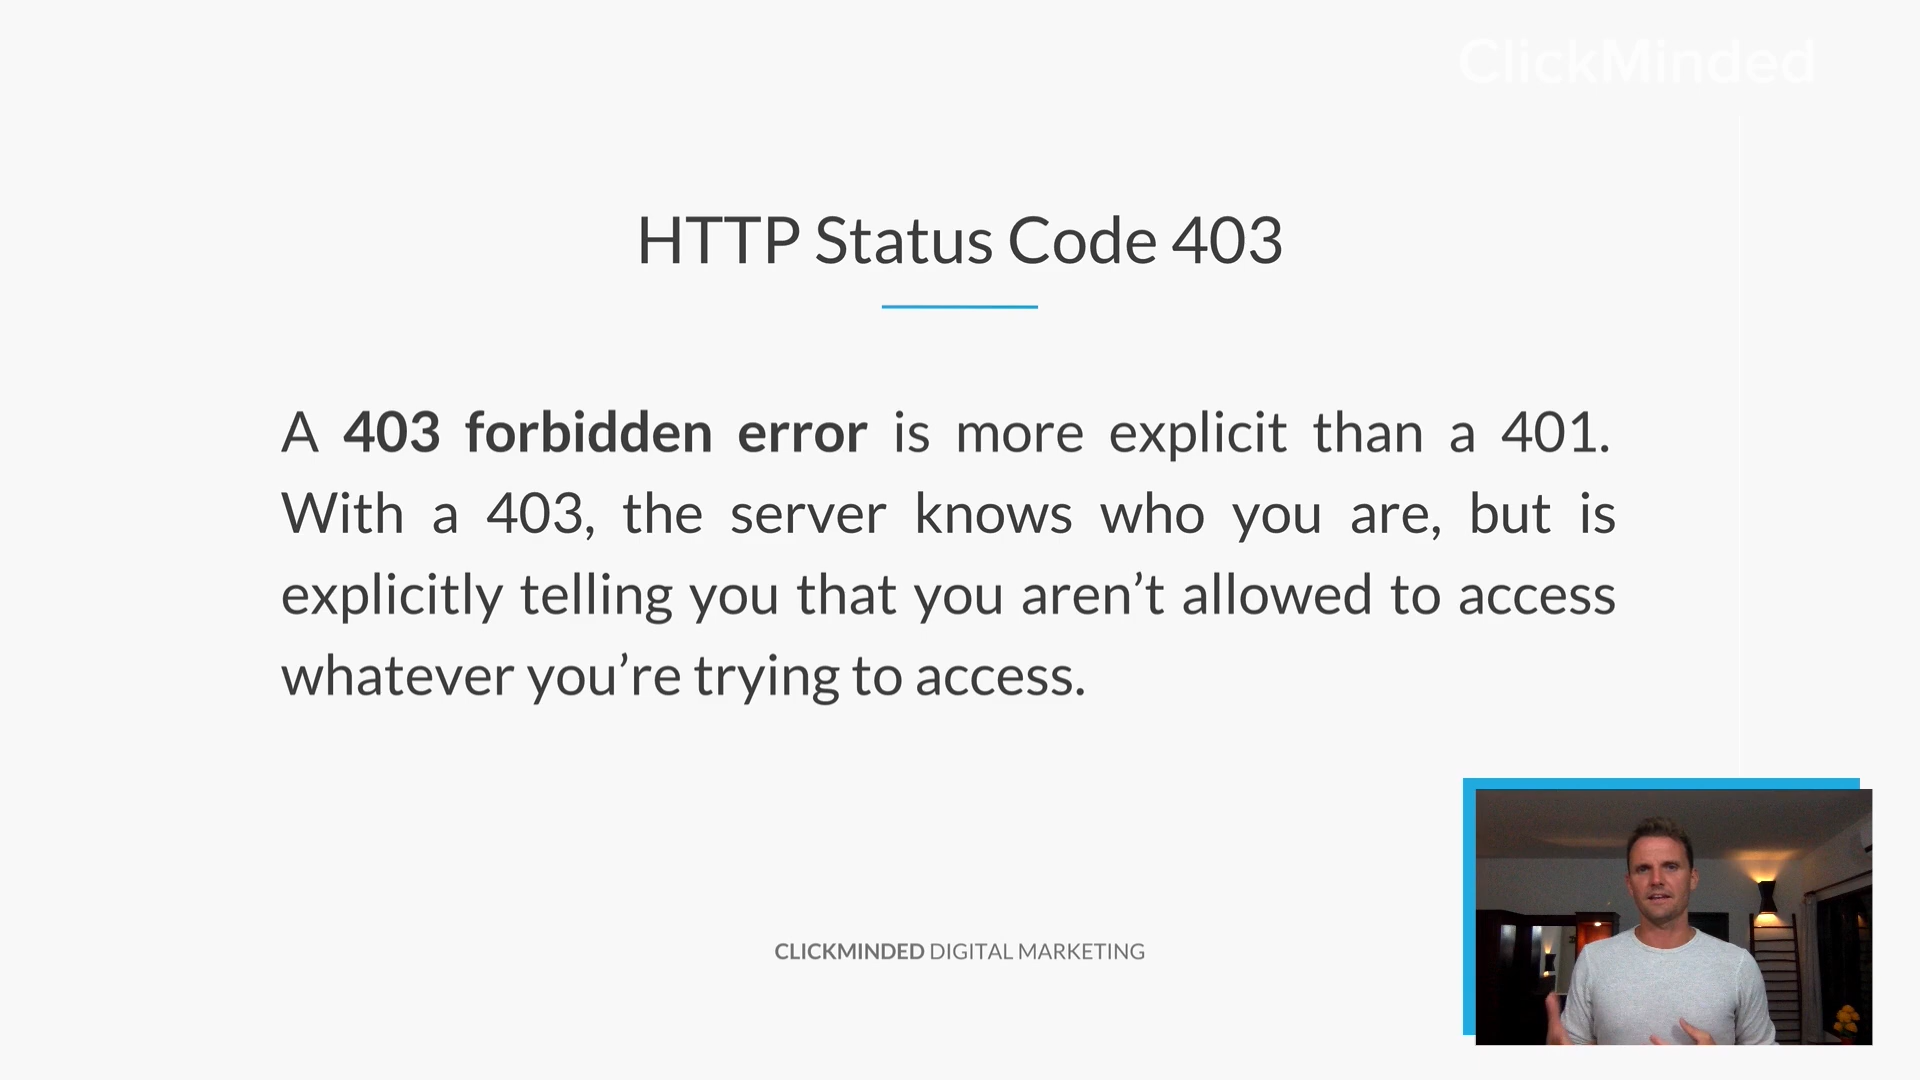 ClickMinded
HTTP Status Code 403
A 403 forbidden error is more explicit than a 401.
With a 403, the server knows who you are, but is
explicitly telling you that you aren’t allowed to access
whatever you’re trying to access.
CLICKMINDED DIGITAL MARKETING